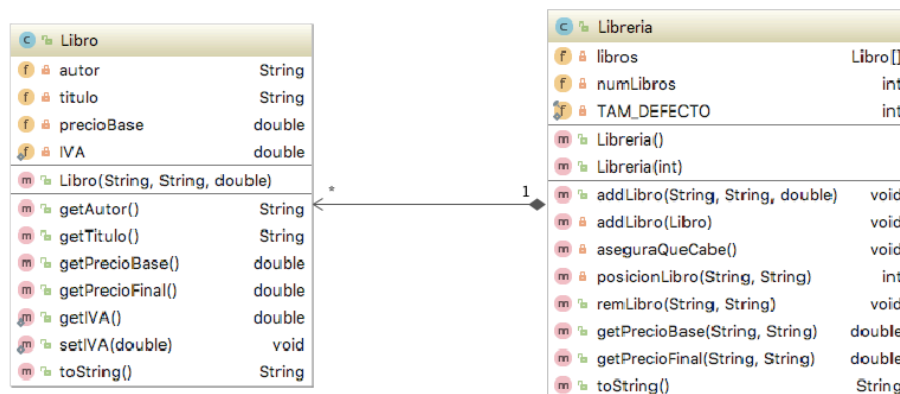 Libro
autor String
titulo String
precioBase double
IVA double
Libro(String, String, double)
getAutor() String
getTitulo() String
getPrecioBase() double
getPrecioFinal() double
getIVA() double
setIVA(double) void
toString() String
* 1
Libreria
libros Libro[]
numLibros int
TAM_DEFECTO int
Libreria()
Libreria(int)
addLibro(String, String, double) void
addLibro(Libro) void
aseguraQueCabe() void
posicionLibro(String, String) int
remLibro(String, String) void
getPrecioBase(String, String) double
getPrecioFinal(String, String) double
toString() String